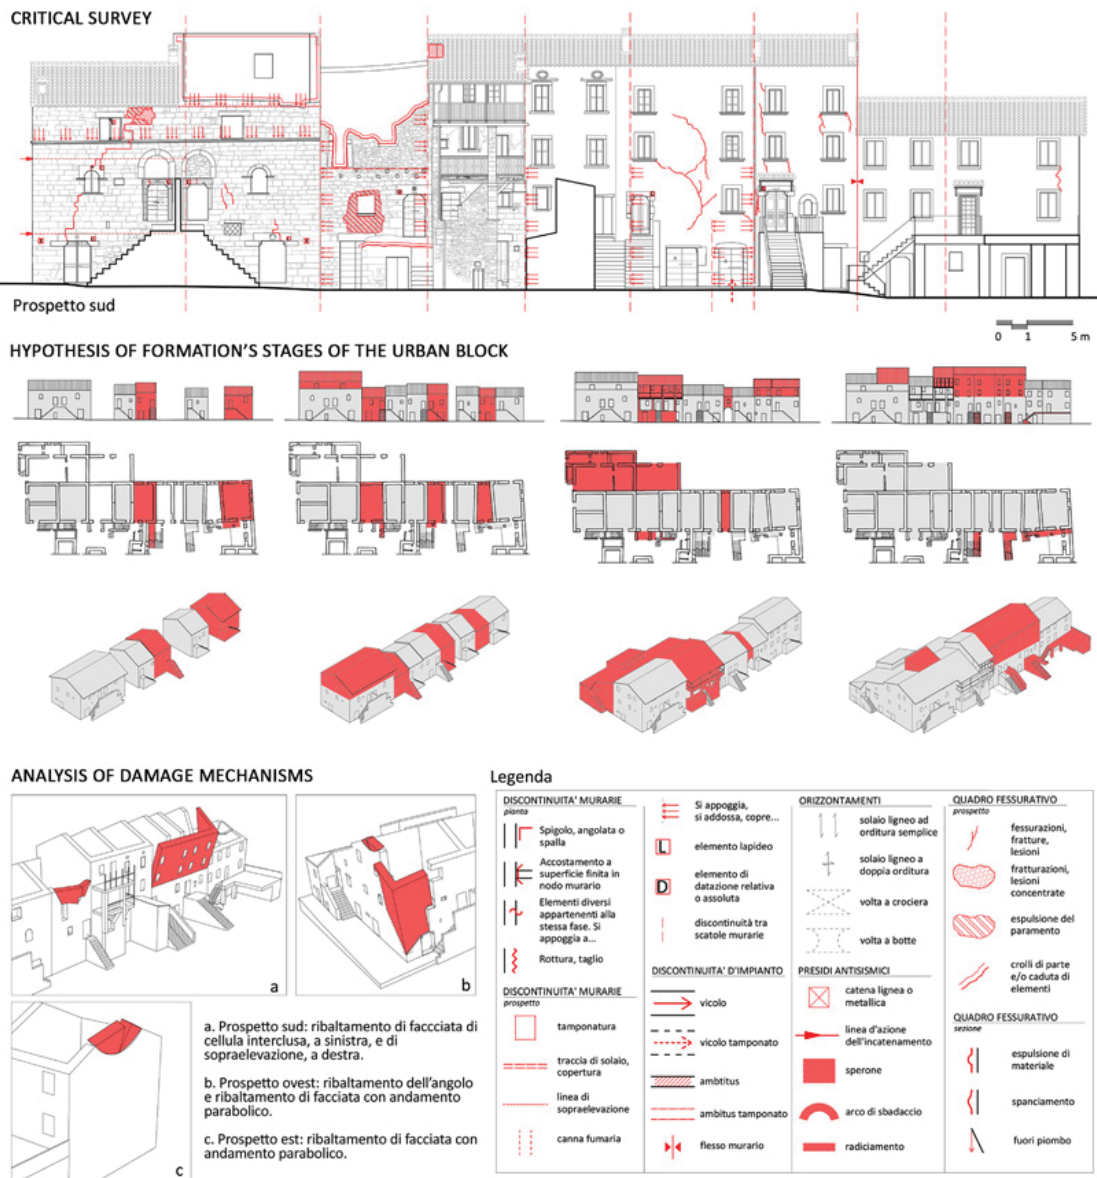 CRITICAL SURVEY
Prospetto sud
0 1 5 m
HYPOTHESIS OF FORMATION'S STAGES OF THE URBAN BLOCK
ANALYSIS OF DAMAGE MECHANISMS
a
b
c
a. Prospetto sud: ribaltamento di faccciata di
cellula interclusa, a sinistra, e di
sopraelevazione, a destra.
b. Prospetto ovest: ribaltamento dell'angolo
e ribaltamento di facciata con andamento
parabolico.
c. Prospetto est: ribaltamento di facciata con
andamento parabolico.
Legenda
DISCONTINUITA' MURARIE
pianta
Spigolo, angolata o
spalla
Accostamento a
superficie finita in
nodo murario
Elementi diversi
appartenenti alla
stessa fase. Si
appoggia a...
Rottura, taglio
DISCONTINUITA' MURARIE
prospetto
tamponatura
traccia di solaio,
copertura
linea di
sopraelevazione
canna fumaria
Si appoggia,
si addossa, copre...
L
elemento lapideo
D
elemento di
datazione relativa
o assoluta
discontinuità tra
scatole murarie
DISCONTINUITA' D'IMPIANTO
vicolo
vicolo tamponato
ambtitus
ambitus tamponato
flesso murario
ORIZZONTAMENTI
solaio ligneo ad
orditura semplice
solaio ligneo a
doppia orditura
volta a crociera
volta a botte
PRESIDI ANTISISMICI
catena lignea o
metallica
linea d'azione
dell'incatenamento
sperone
arco di sbadaccio
radiciamento
QUADRO FESSURATIVO
prospetto
fessurazioni,
fratture,
lesioni
fratturazioni,
lesioni
concentrate
espulsione del
paramento
crolli di parte
e/o caduta di
elementi
QUADRO FESSURATIVO
sezione
espulsione di
materiale
spanciamento
fuori piombo